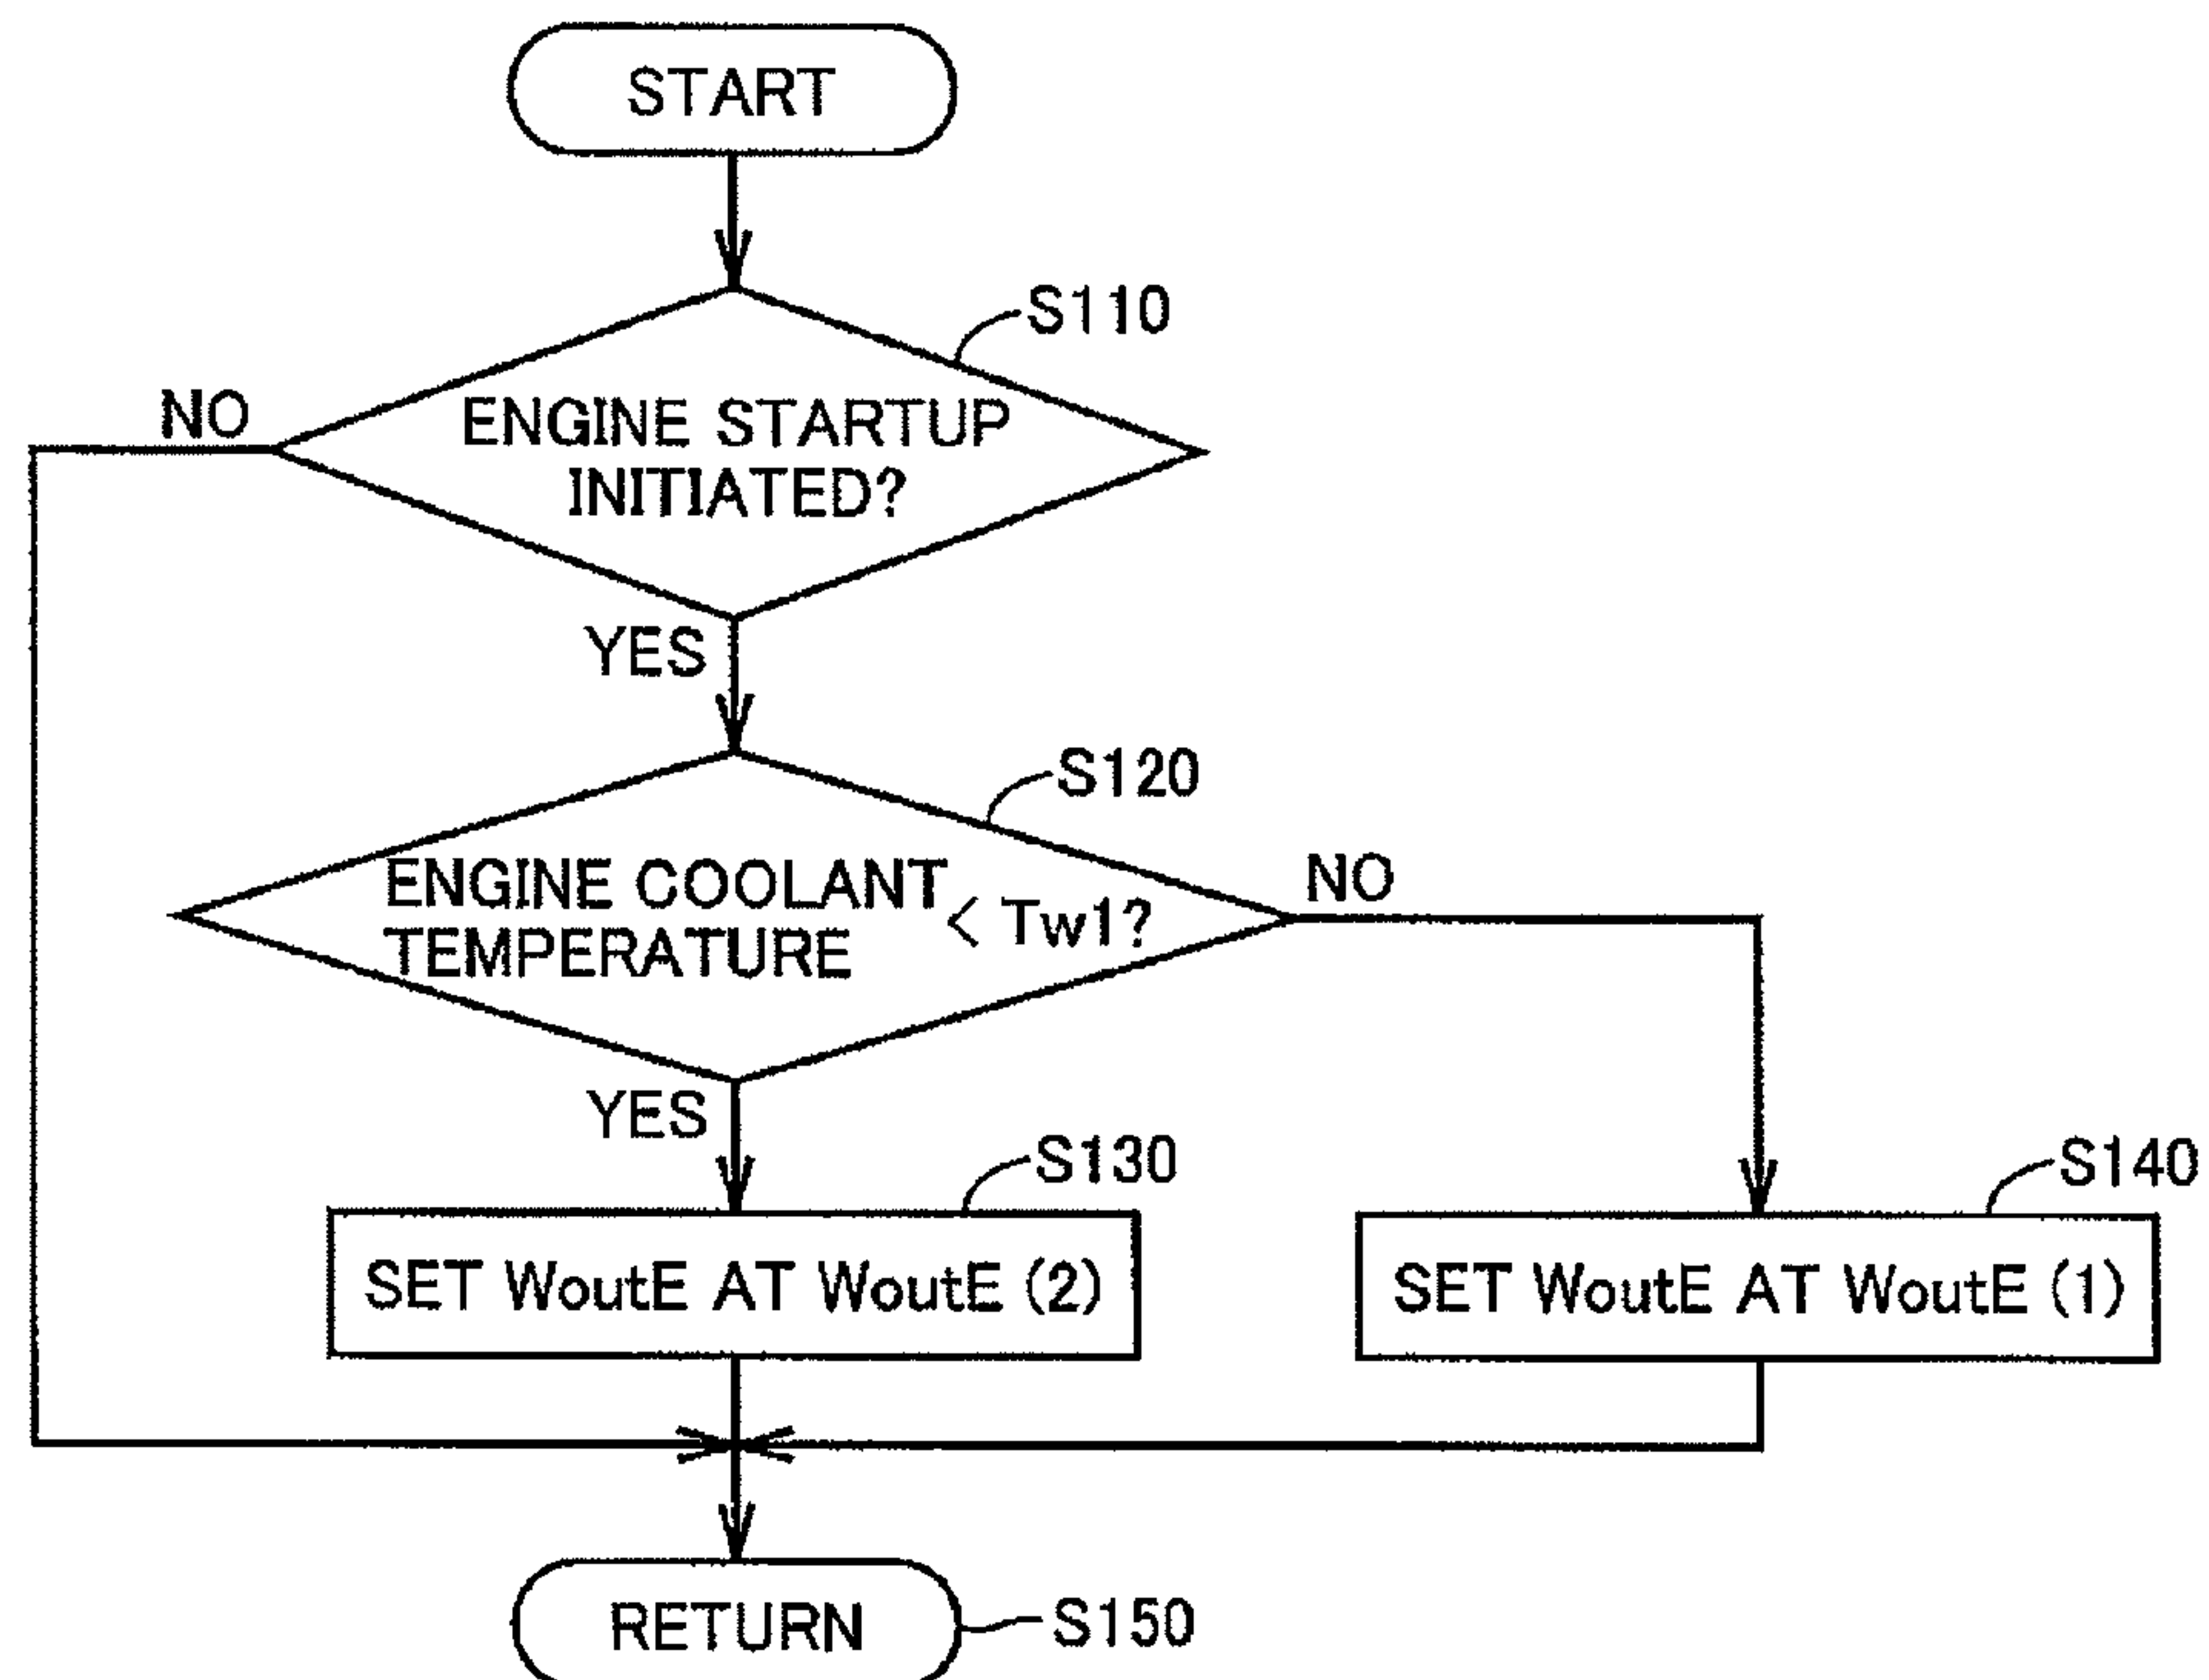 START
S110
NO
ENGINE STARTUP
INITIATED?
YES
S120
ENGINE COOLANT
TEMPERATURE
< Tw1?
NO
YES
S130
SET WoutE AT WoutE (2)
S140
SET WoutE AT WoutE (1)
RETURN
S150